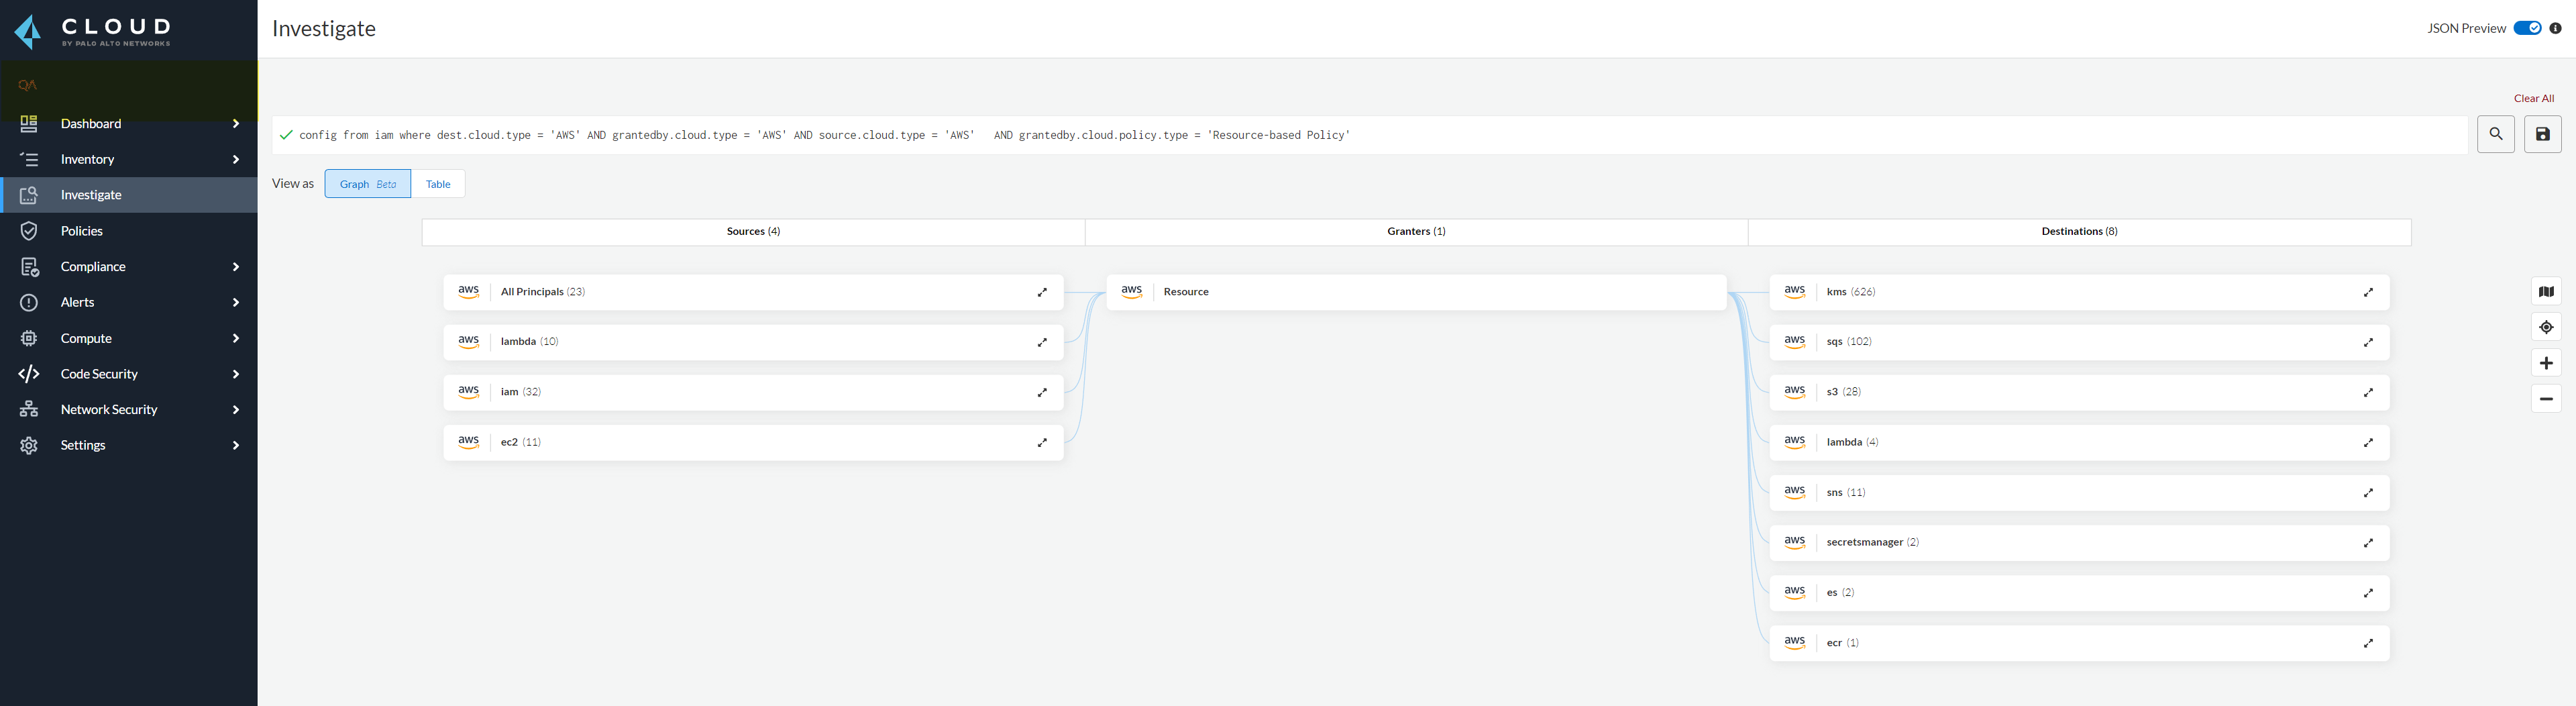 CLOUD
BY PALO ALTO NETWORKS
QA
Dashboard
Inventory
Investigate
Policies
Compliance
Alerts
Compute
Code Security
Network Security
Settings
Investigate
JSON Preview
Clear All
config from iam where dest.cloud.type = 'AWS' AND grantedby.cloud.type = 'AWS' AND source.cloud.type = 'AWS'   AND grantedby.cloud.policy.type = 'Resource-based Policy'
View as
Graph Beta
Table
Sources (4)
Granters (1)
Destinations (8)
aws All Principals (23)
aws lambda (10)
aws iam (32)
aws ec2 (11)
aws Resource
aws kms (626)
aws sqs (102)
aws s3 (28)
aws lambda (4)
aws sns (11)
aws secretsmanager (2)
aws es (2)
aws ecr (1)